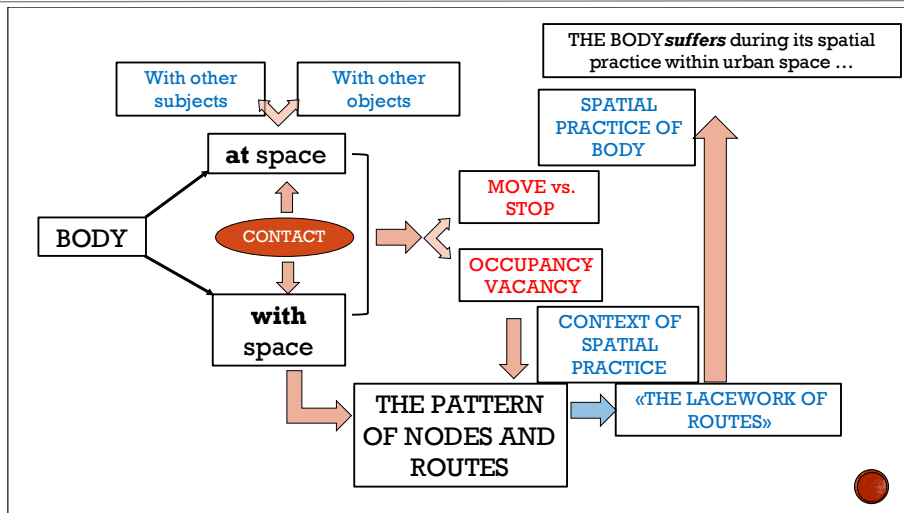 THE BODY suffers during its spatial
practice within urban space …
With other
subjects
With other
objects
SPATIAL
PRACTICE OF
BODY
at space
MOVE vs.
STOP
BODY
CONTACT
OCCUPANCY-
VACANCY
with
space
CONTEXT OF
SPATIAL
PRACTICE
THE PATTERN
OF NODES AND
ROUTES
«THE LACEWORK OF
ROUTES»